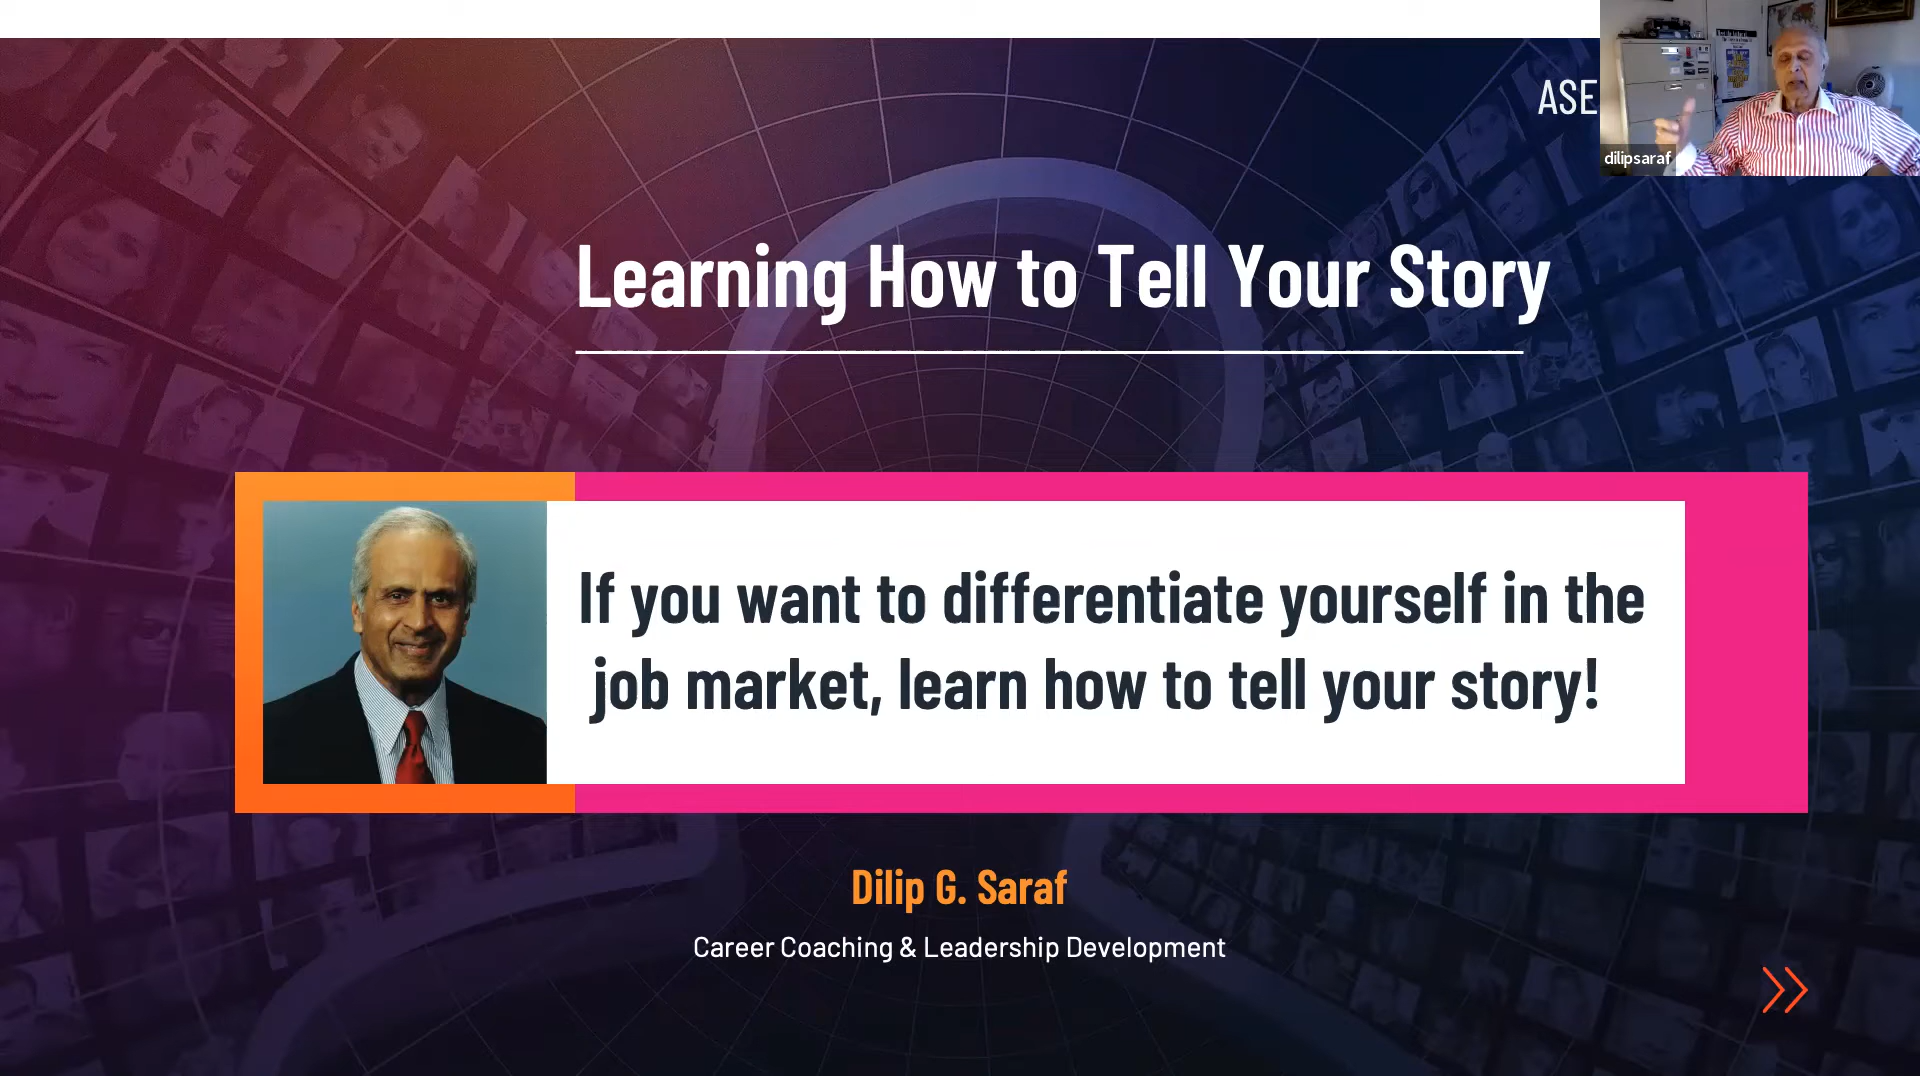 ASE
dilipsaraf
Learning How to Tell Your Story
If you want to differentiate yourself in the
job market, learn how to tell your story!
Dilip G. Saraf
Career Coaching & Leadership Development